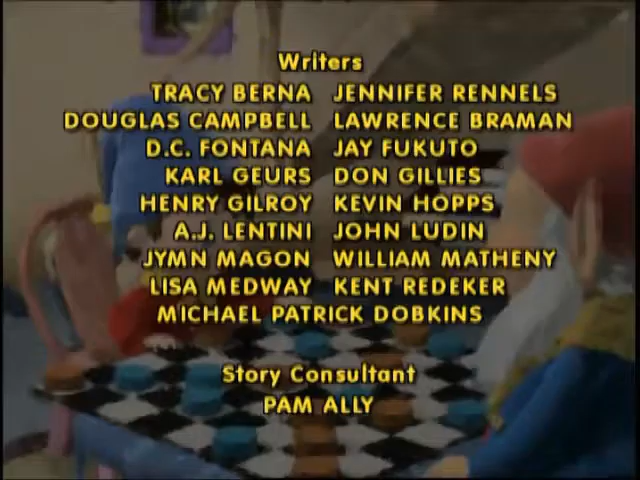 Writers
TRACY BERNA JENNIFER RENNELS
DOUGLAS CAMPBELL LAWRENCE BRAMAN
D.C. FONTANA JAY FUKUTO
KARL GEURS DON GILLIES
HENRY GILROY KEVIN HOPPS
A.J. LENTINI JOHN LUDIN
JYMN MAGON WILLIAM MATHENY
LISA MEDWAY KENT REDEKER
MICHAEL PATRICK DOBKINS
Story Consultant
PAM ALLY